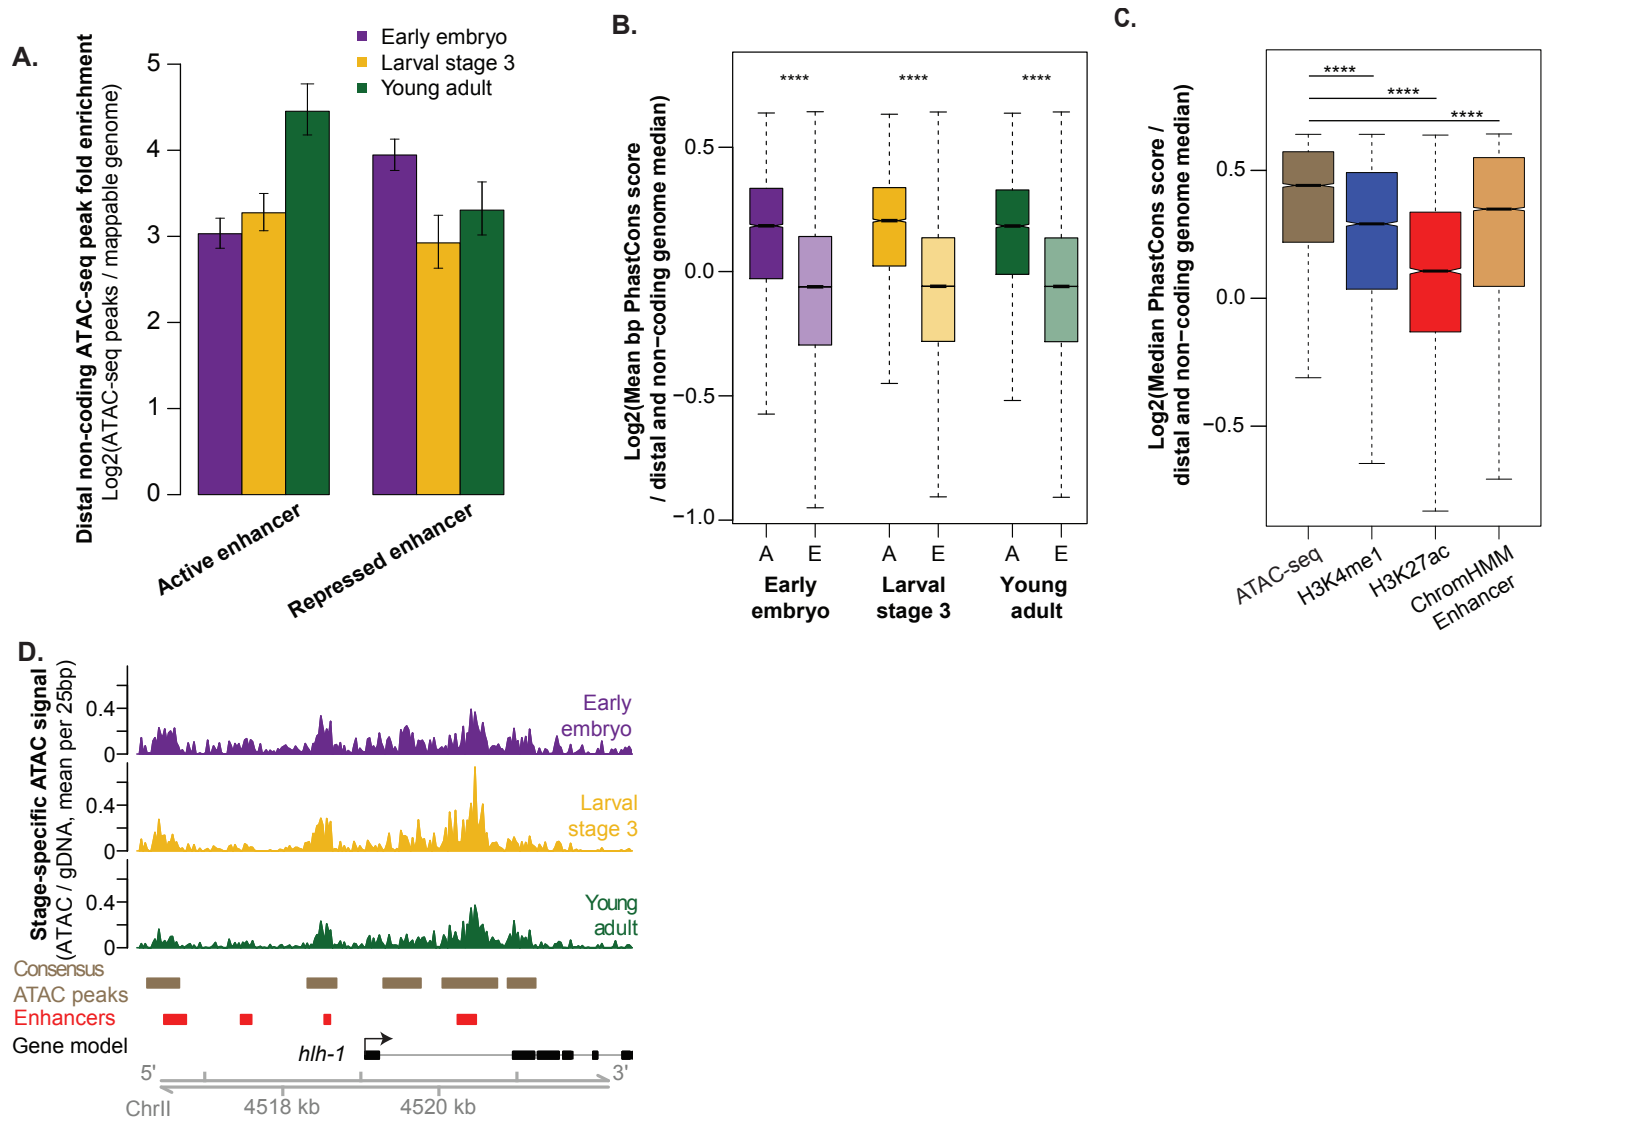 A.
Distal non-coding ATAC-seq peak fold enrichment
Log2(ATAC-seq peaks / mappable genome)
Early embryo
Larval stage 3
Young adult
5
4
3
2
1
0
Active enhancer
Repressed enhancer
B.
Log2(Mean bp PhastCons score
/ distal and non−coding genome median)
**** **** ****
0.5
0.0
−0.5
−1.0
A E A E A E
Early
embryo
Larval
stage 3
Young
adult
C.
Log2(Median PhastCons score /
distal and non−coding genome median)
****
****
****
0.5
0.0
−0.5
ATAC-seq
H3K4me1
H3K27ac
ChromHMM
Enhancer
D.
Stage-specific ATAC signal
(ATAC / gDNA, mean per 25bp)
0.4
0
Early
embryo
0.4
0
Larval
stage 3
0.4
0
Young
adult
Consensus
ATAC peaks
Enhancers
Gene model
hlh-1
5' 3'
ChrII 4518 kb 4520 kb